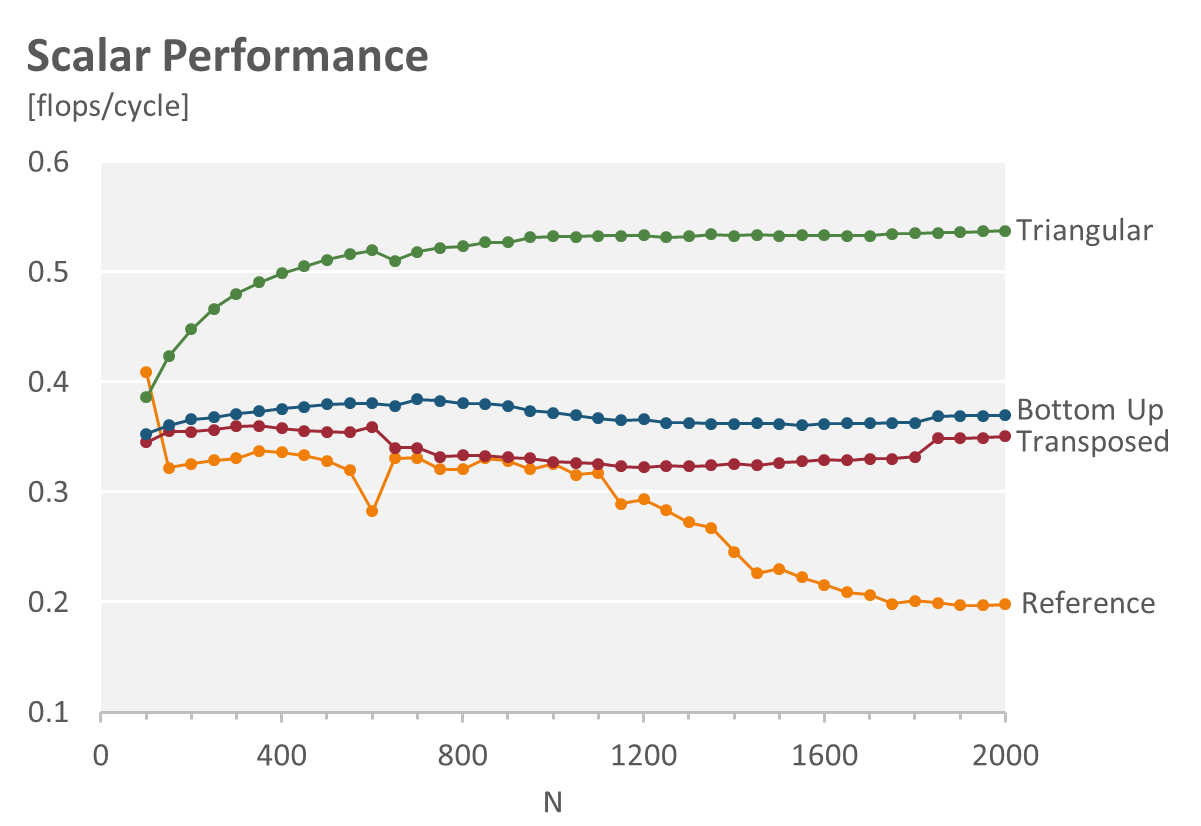 Scalar Performance
[flops/cycle]
0.6
Triangular
0.5
0.4
Bottom Up
Transposed
0.3
0.2
Reference
0.1
0 400 800 1200 1600 2000
N